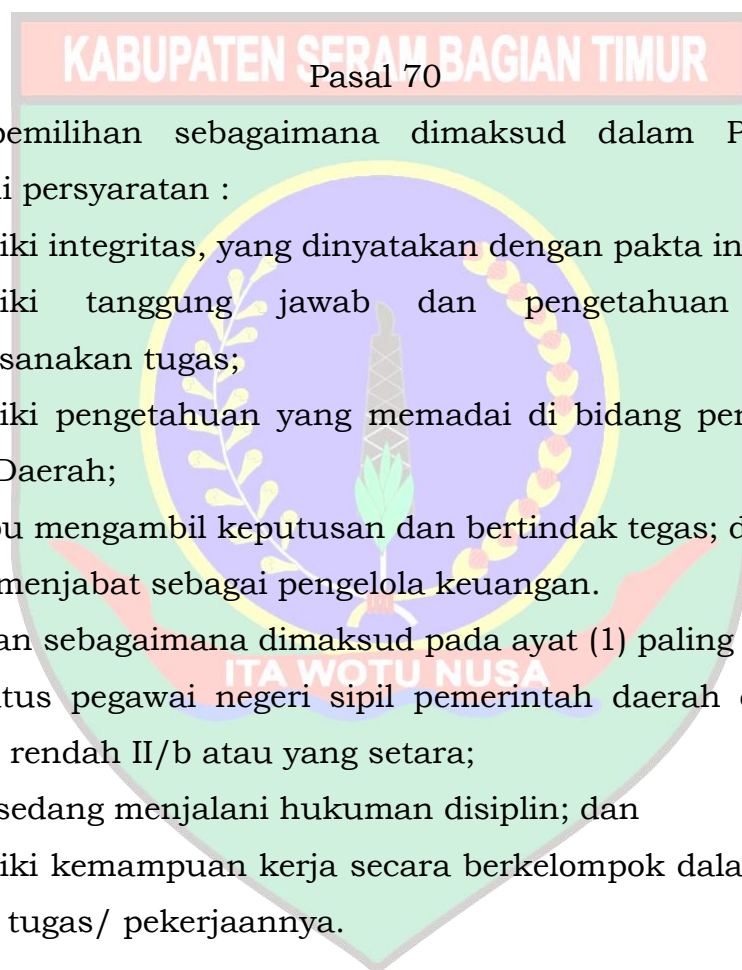 KABUPATEN SERAM BAGIAN TIMUR
Pasal 70
pemilihan sebagaimana dimaksud dalam P
i persyaratan :
iki integritas, yang dinyatakan dengan pakta in
iki tanggung jawab dan pengetahuan
sanakan tugas;
iki pengetahuan yang memadai di bidang pen
Daerah;
pu mengambil keputusan dan bertindak tegas; d
menjabat sebagai pengelola keuangan.
an sebagaimana dimaksud pada ayat (1) paling
ITA WOTU NUSA
tus pegawai negeri sipil pemerintah daerah d
rendah II/b atau yang setara;
sedang menjalani hukuman disiplin; dan
iki kemampuan kerja secara berkelompok dala
tugas/ pekerjaannya.